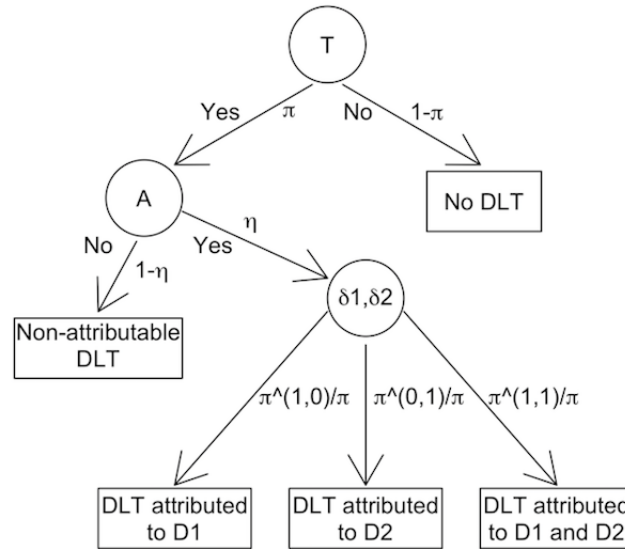 T
Yes π No 1-π
A
No DLT
η
No Yes
1-η
δ1,δ2
Non-attributable
DLT
π^(1,0)/π π^(0,1)/π π^(1,1)/π
DLT attributed
to D1
DLT attributed
to D2
DLT attributed
to D1 and D2